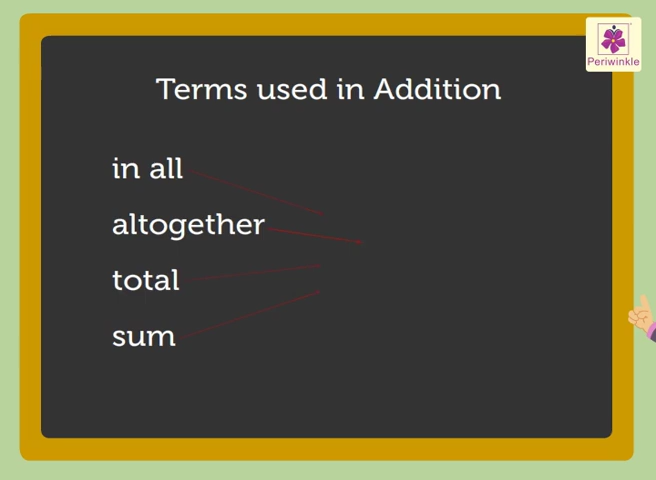 Periwinkle
Terms used in Addition
in all
altogether
total
sum